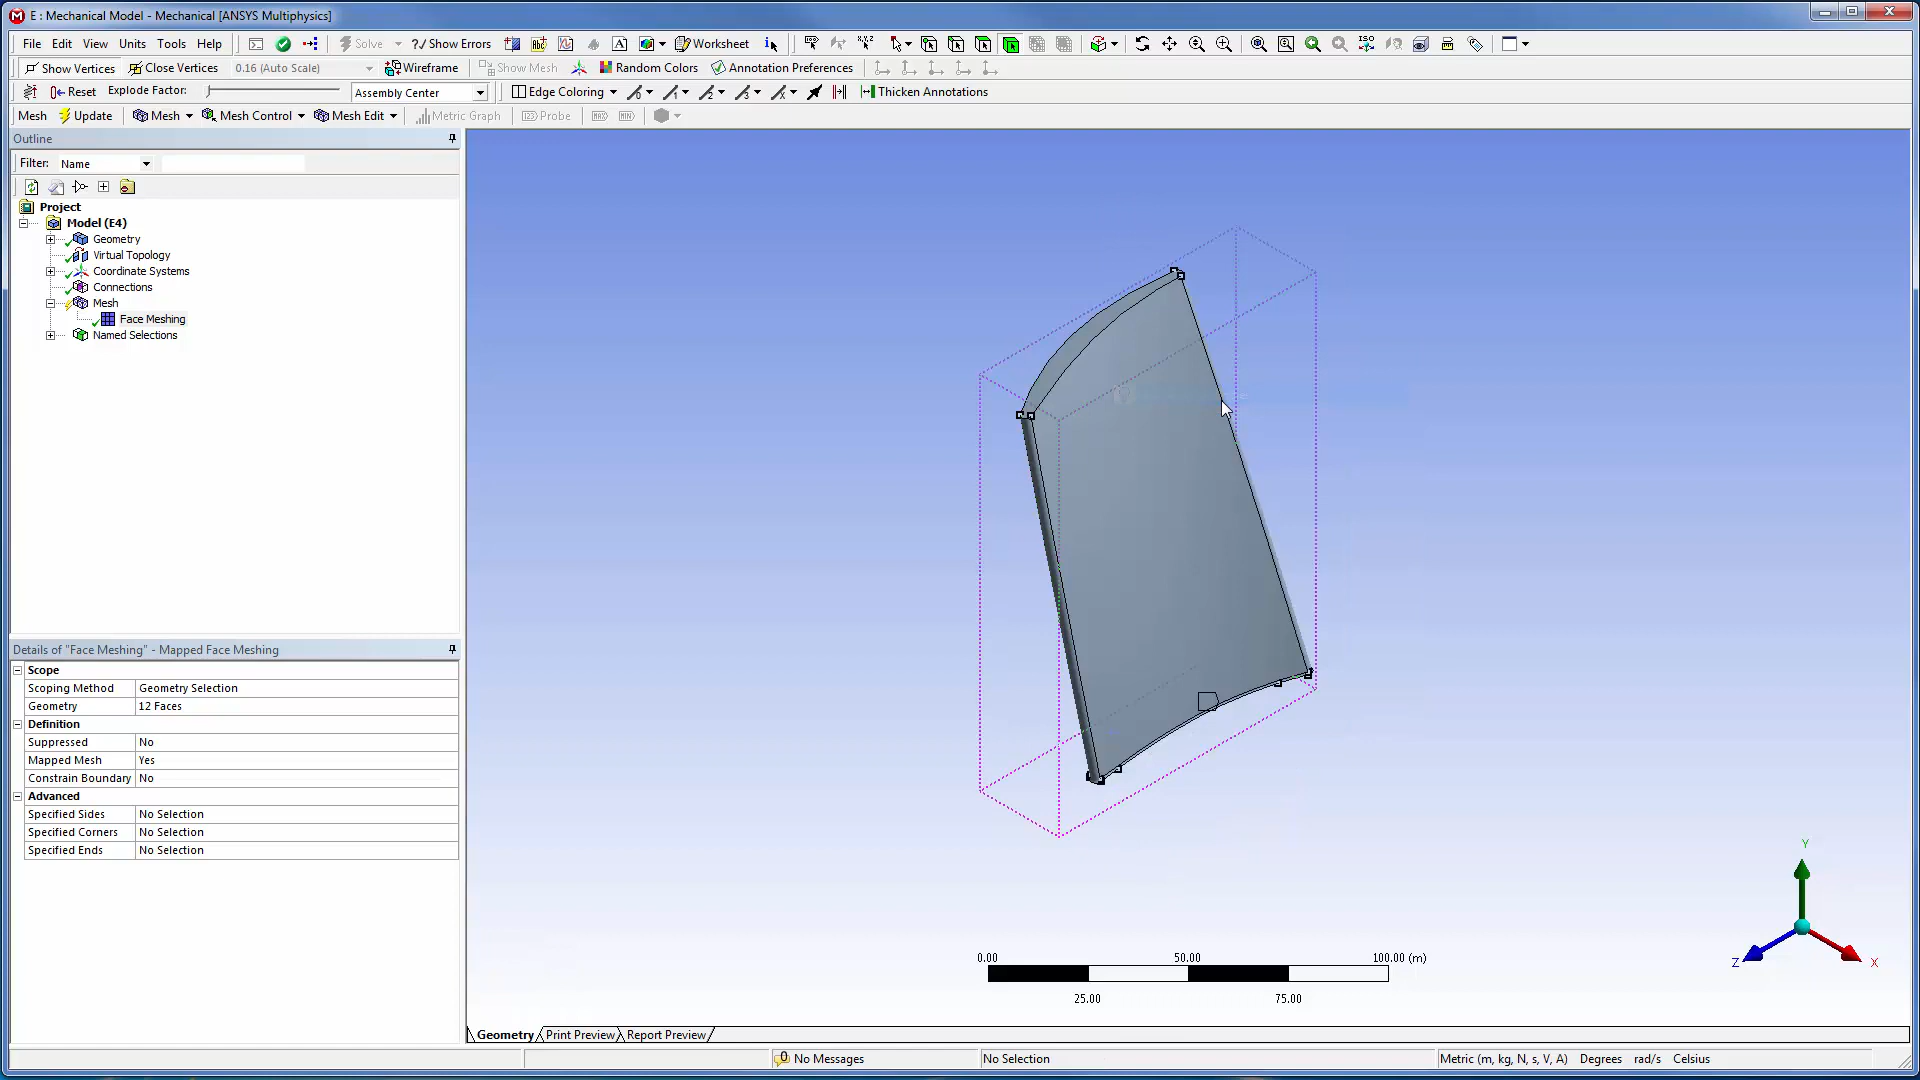 E : Mechanical Model - Mechanical [ANSYS Multiphysics]
File Edit View Units Tools Help Solve ?/ Show Errors Worksheet
Show Vertices Close Vertices 0.16 (Auto Scale) Wireframe Show Mesh Random Colors Annotation Preferences
Reset Explode Factor: Assembly Center Edge Coloring Thicken Annotations
Mesh Update Mesh Mesh Control Mesh Edit Metric Graph Probe
Outline
Filter: Name
Project
Model (E4)
Geometry
Virtual Topology
Coordinate Systems
Connections
Mesh
Face Meshing
Named Selections
Details of "Face Meshing" - Mapped Face Meshing
Scope
Scoping Method Geometry Selection
Geometry 12 Faces
Definition
Suppressed No
Mapped Mesh Yes
Constrain Boundary No
Advanced
Specified Sides No Selection
Specified Corners No Selection
Specified Ends No Selection
0.00 50.00 100.00 (m)
25.00 75.00
Y
Z X
Geometry Print Preview Report Preview
No Messages No Selection Metric (m, kg, N, s, V, A) Degrees rad/s Celsius